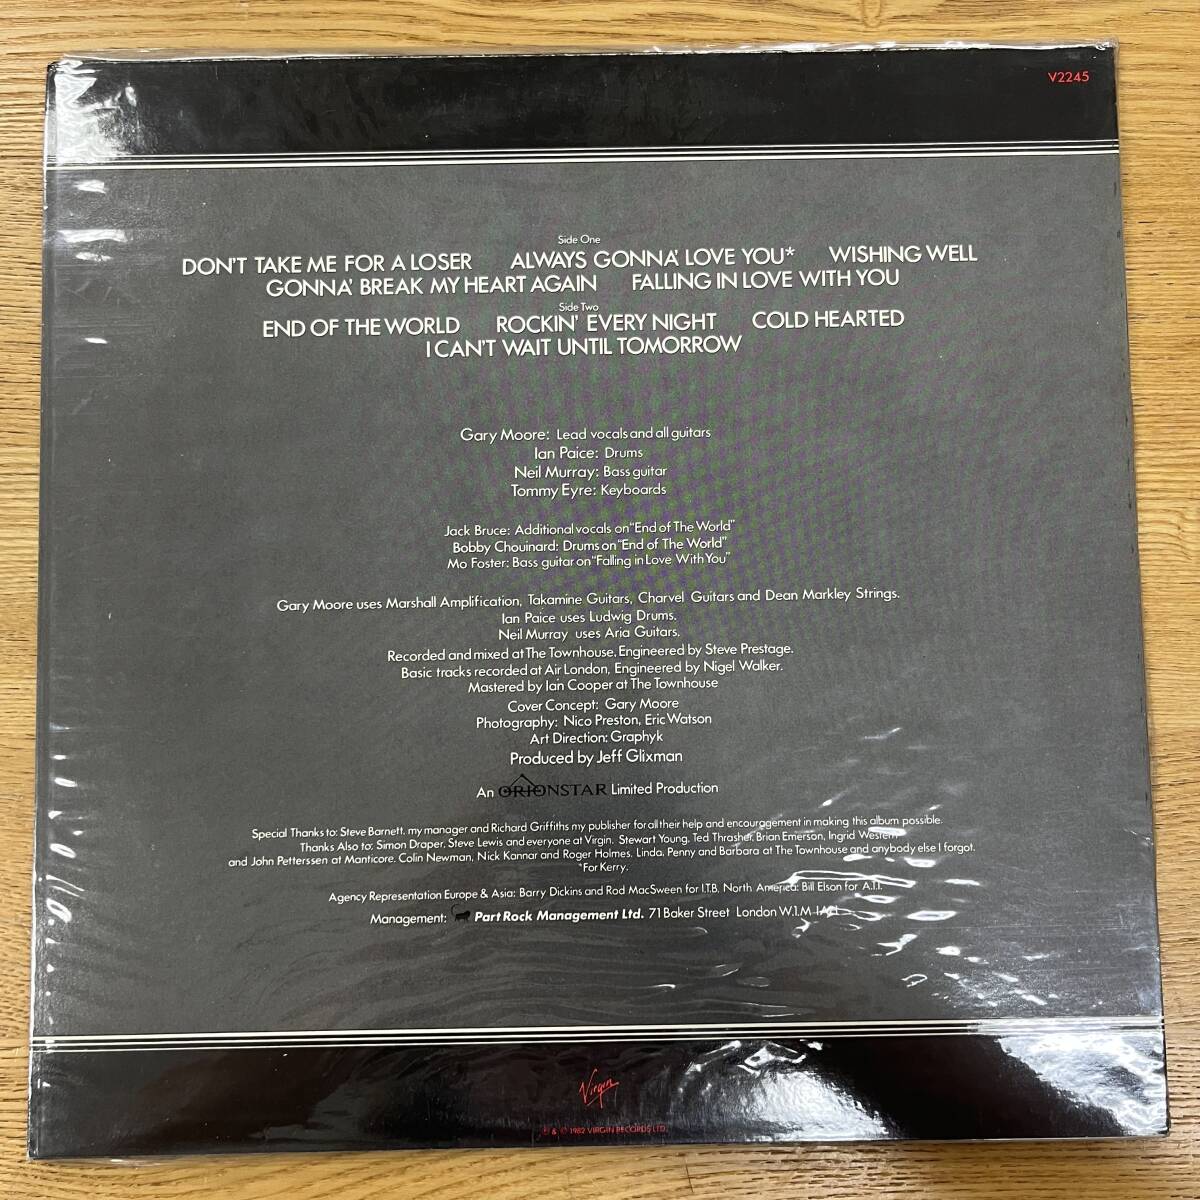 V2245
Side One
DON'T TAKE ME FOR A LOSER ALWAYS GONNA' LOVE YOU* WISHING WELL
GONNA' BREAK MY HEART AGAIN FALLING IN LOVE WITH YOU
Side Two
END OF THE WORLD ROCKIN' EVERY NIGHT COLD HEARTED
I CAN'T WAIT UNTIL TOMORROW
Gary Moore: Lead vocals and all guitars
Ian Paice: Drums
Neil Murray: Bass guitar
Tommy Eyre: Keyboards
Jack Bruce: Additional vocals on "End of The World"
Bobby Chouinard: Drums on "End of The World"
Mo Foster: Bass guitar on "Falling in Love With You"
Gary Moore uses Marshall Amplification, Takamine Guitars, Charvel Guitars and Dean Markley Strings.
Ian Paice uses Ludwig Drums.
Neil Murray uses Aria Guitars.
Recorded and mixed at The Townhouse. Engineered by Steve Prestage.
Basic tracks recorded at Air London, Engineered by Nigel Walker.
Mastered by Ian Cooper at The Townhouse
Cover Concept: Gary Moore
Photography: Nico Preston, Eric Watson
Art Direction: Graphyk
Produced by Jeff Glixman
An ORIONSTAR Limited Production
Special Thanks to: Steve Barnett, my manager and Richard Griffiths my publisher for all their help and encouragement in making this album possible.
Thanks Also to: Simon Draper, Steve Lewis and everyone at Virgin. Stewart Young, Ted Thrasher, Brian Emerson, Ingrid Western
and John Petterssen at Manticore. Colin Newman, Nick Kannar and Roger Holmes. Linda, Penny and Barbara at The Townhouse and anybody else I forgot.
*For Kerry.
Agency Representation Europe & Asia: Barry Dickins and Rod MacSween for I.T.B. North America: Bill Elson for A.T.I.
Management: Part Rock Management Ltd. 71 Baker Street London W.1.M
Virgin
℗ & © 1982 VIRGIN RECORDS LTD.